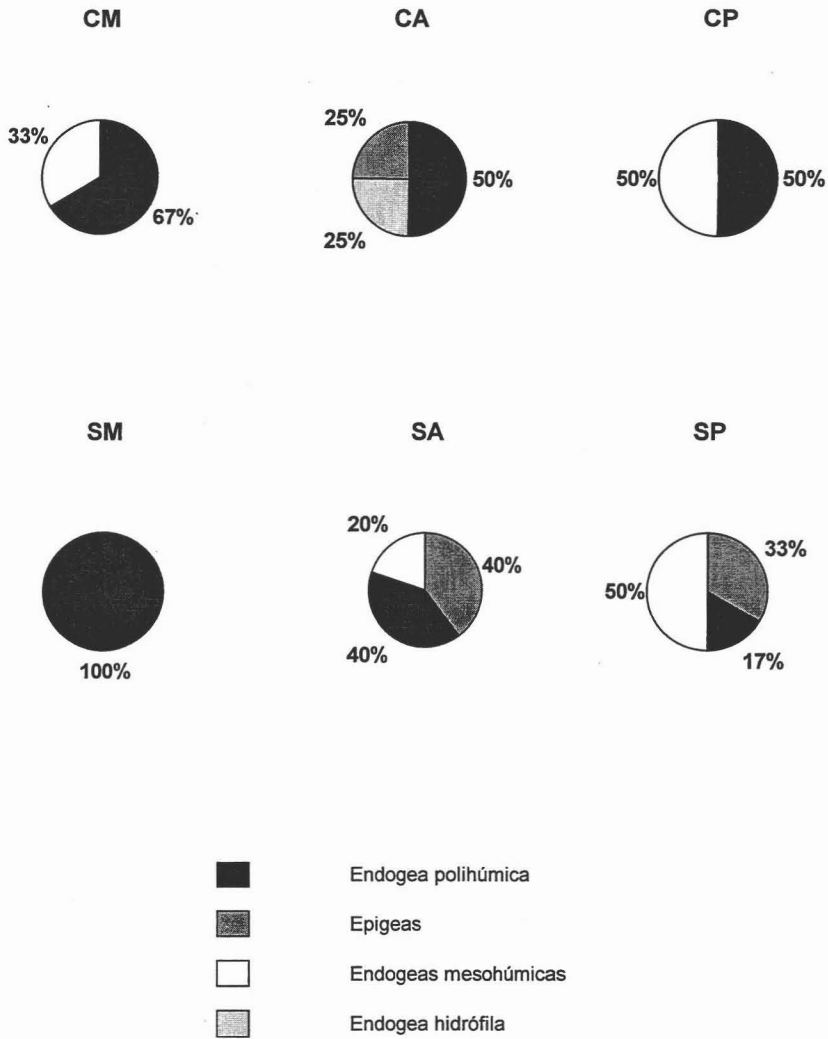 CM CA CP
33% 67% 25% 50% 25% 50% 50%
SM SA SP
100% 20% 40% 40% 50% 33% 17%
Endogea polihúmica
Epigeas
Endogeas mesohúmicas
Endogea hidrófila